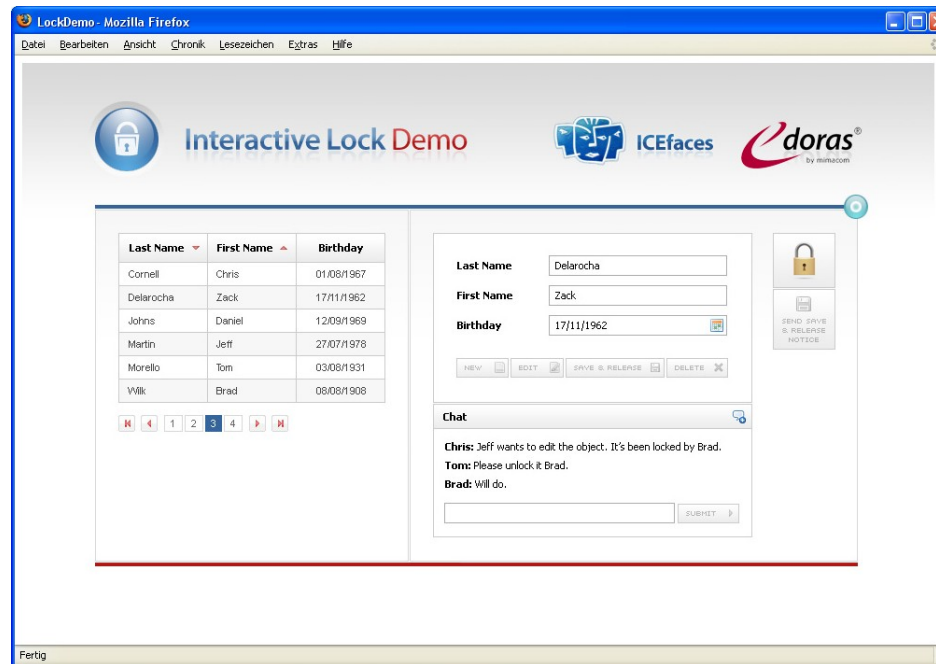 LockDemo - Mozilla Firefox
Datei Bearbeiten Ansicht Chronik Lesezeichen Extras Hilfe
Interactive Lock Demo
ICEfaces
edoras®
by mimacom
Last Name First Name Birthday
Cornell Chris 01/08/1967
Delarocha Zack 17/11/1962
Johns Daniel 12/09/1969
Martin Jeff 27/07/1978
Morello Tom 03/08/1931
Wilk Brad 08/08/1908
1 2 3 4
Last Name Delarocha
First Name Zack
Birthday 17/11/1962
NEW EDIT SAVE & RELEASE DELETE
SEND SAVE
& RELEASE
NOTICE
Chat
Chris: Jeff wants to edit the object. It's been locked by Brad.
Tom: Please unlock it Brad.
Brad: Will do.
SUBMIT
Fertig